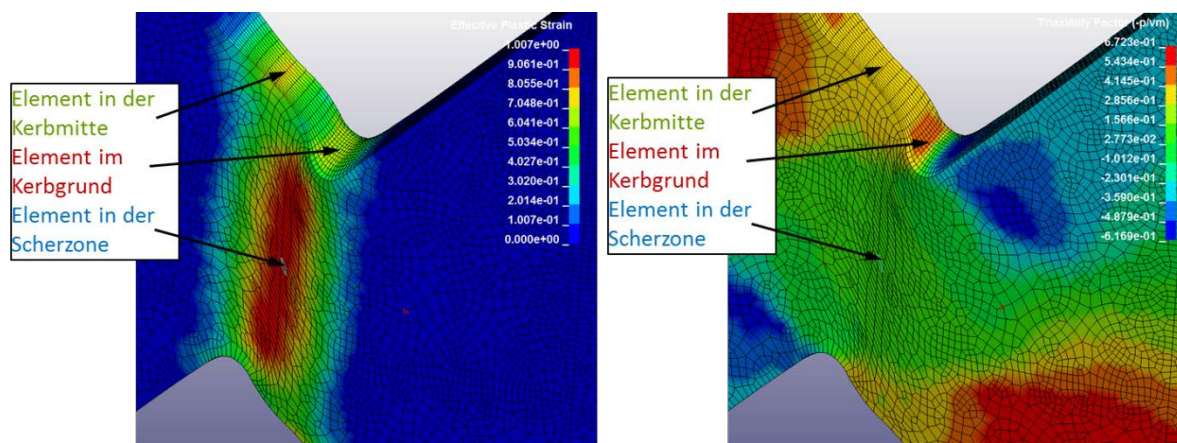 Effective Plastic Strain
1.007e+00
9.061e-01
8.055e-01
7.048e-01
6.041e-01
5.034e-01
4.027e-01
3.020e-01
2.014e-01
1.007e-01
0.000e+00
Element in der
Kerbmitte
Element im
Kerbgrund
Element in der
Scherzone
Triaxiality Factor (-p/vm)
6.723e-01
5.434e-01
4.145e-01
2.856e-01
1.566e-01
2.773e-02
-1.012e-01
-2.301e-01
-3.590e-01
-4.879e-01
-6.169e-01
Element in der
Kerbmitte
Element im
Kerbgrund
Element in der
Scherzone